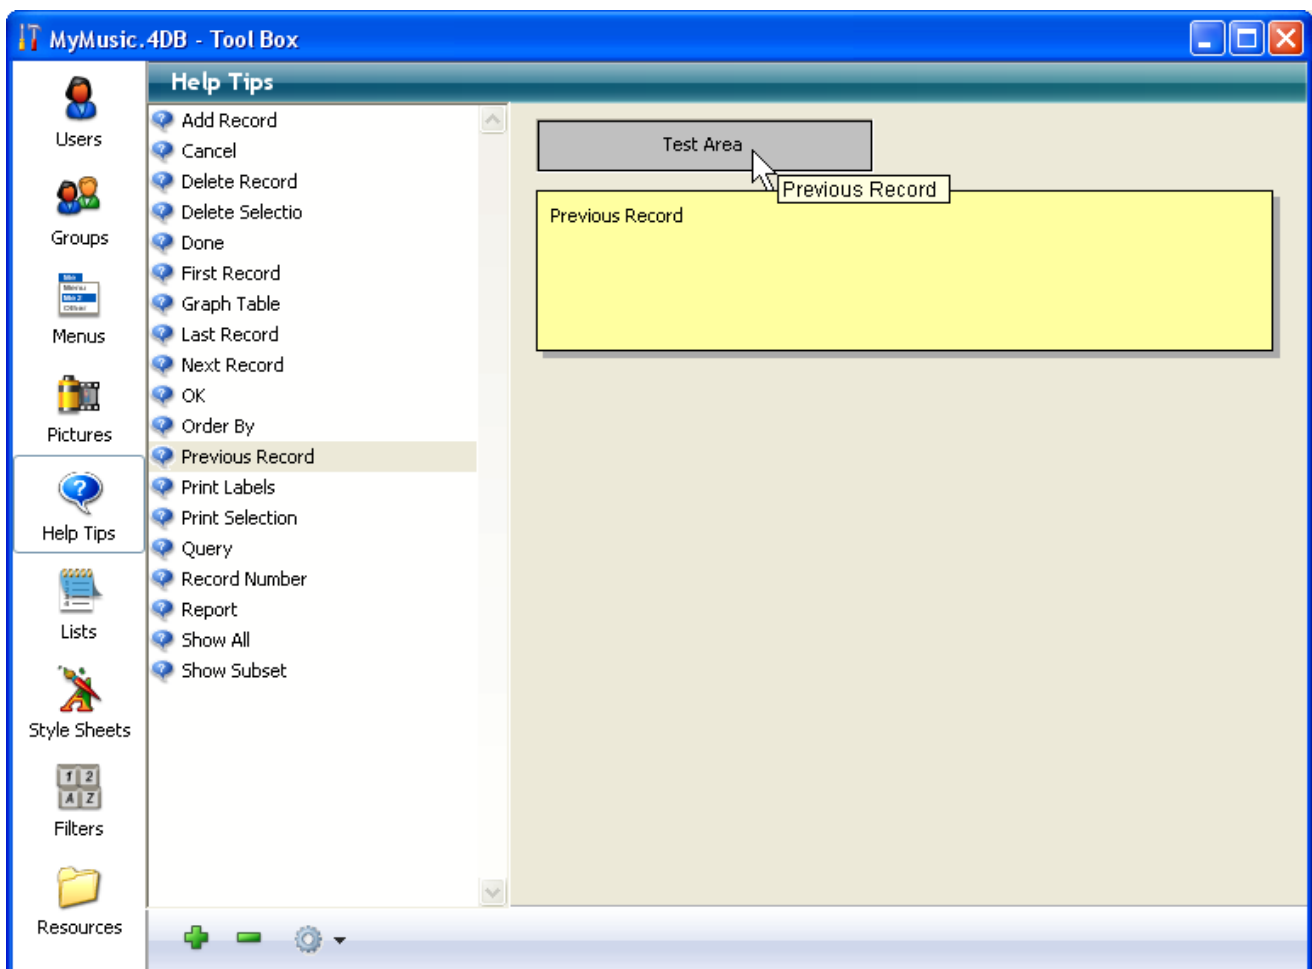 MyMusic.4DB - Tool Box
Help Tips
Users
Groups
Menus
Pictures
Help Tips
Lists
Style Sheets
Filters
Resources
Add Record
Cancel
Delete Record
Delete Selectio
Done
First Record
Graph Table
Last Record
Next Record
OK
Order By
Previous Record
Print Labels
Print Selection
Query
Record Number
Report
Show All
Show Subset
Test Area
Previous Record
Previous Record